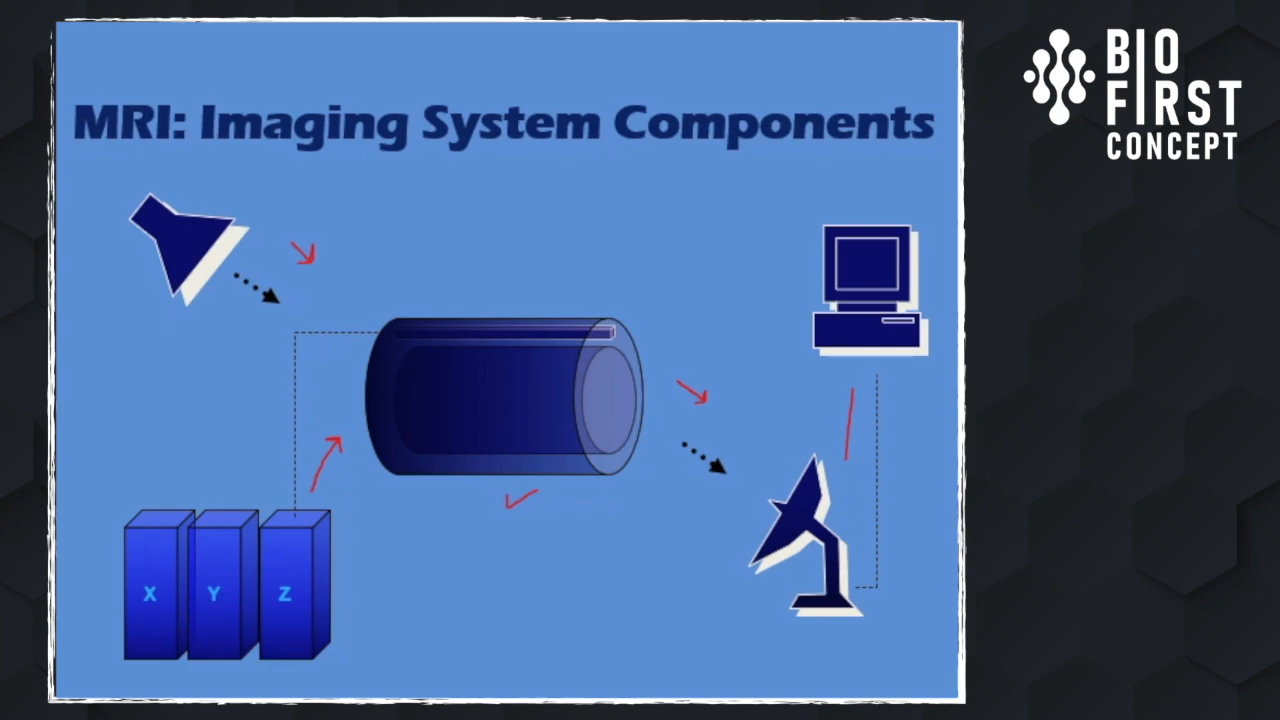 MRI: Imaging System Components
X Y Z
BIO
FIRST
CONCEPT